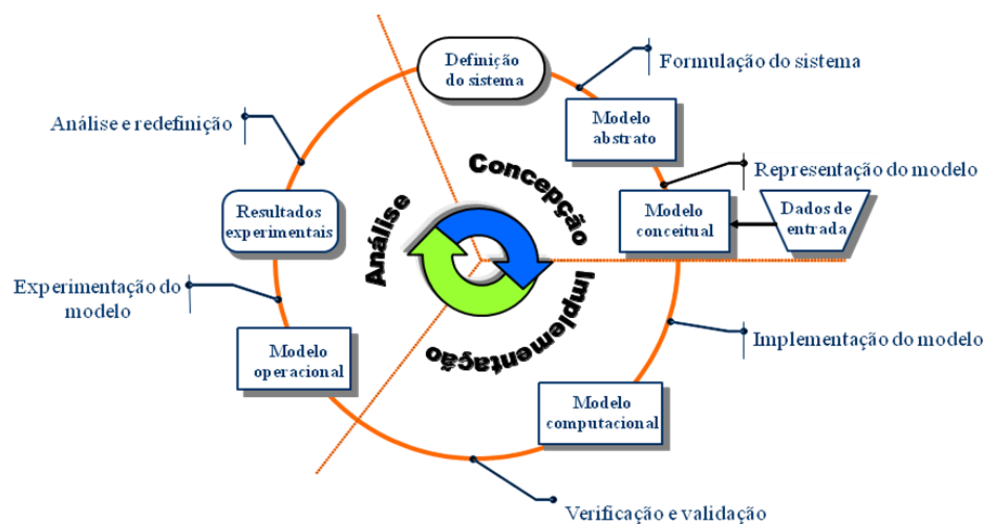 Definição
do sistema
Formulação do sistema
Modelo
abstrato
Representação do modelo
Modelo
conceitual
Dados de
entrada
Implementação do modelo
Modelo
computacional
Verificação e validação
Modelo
operacional
Experimentação do
modelo
Resultados
experimentais
Análise e redefinição
Concepção
Implementação
Análise